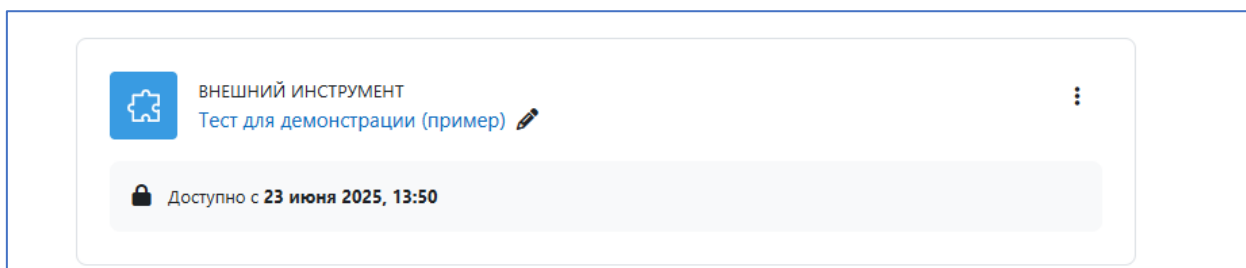 ВНЕШНИЙ ИНСТРУМЕНТ
Тест для демонстрации (пример)
Доступно с 23 июня 2025, 13:50